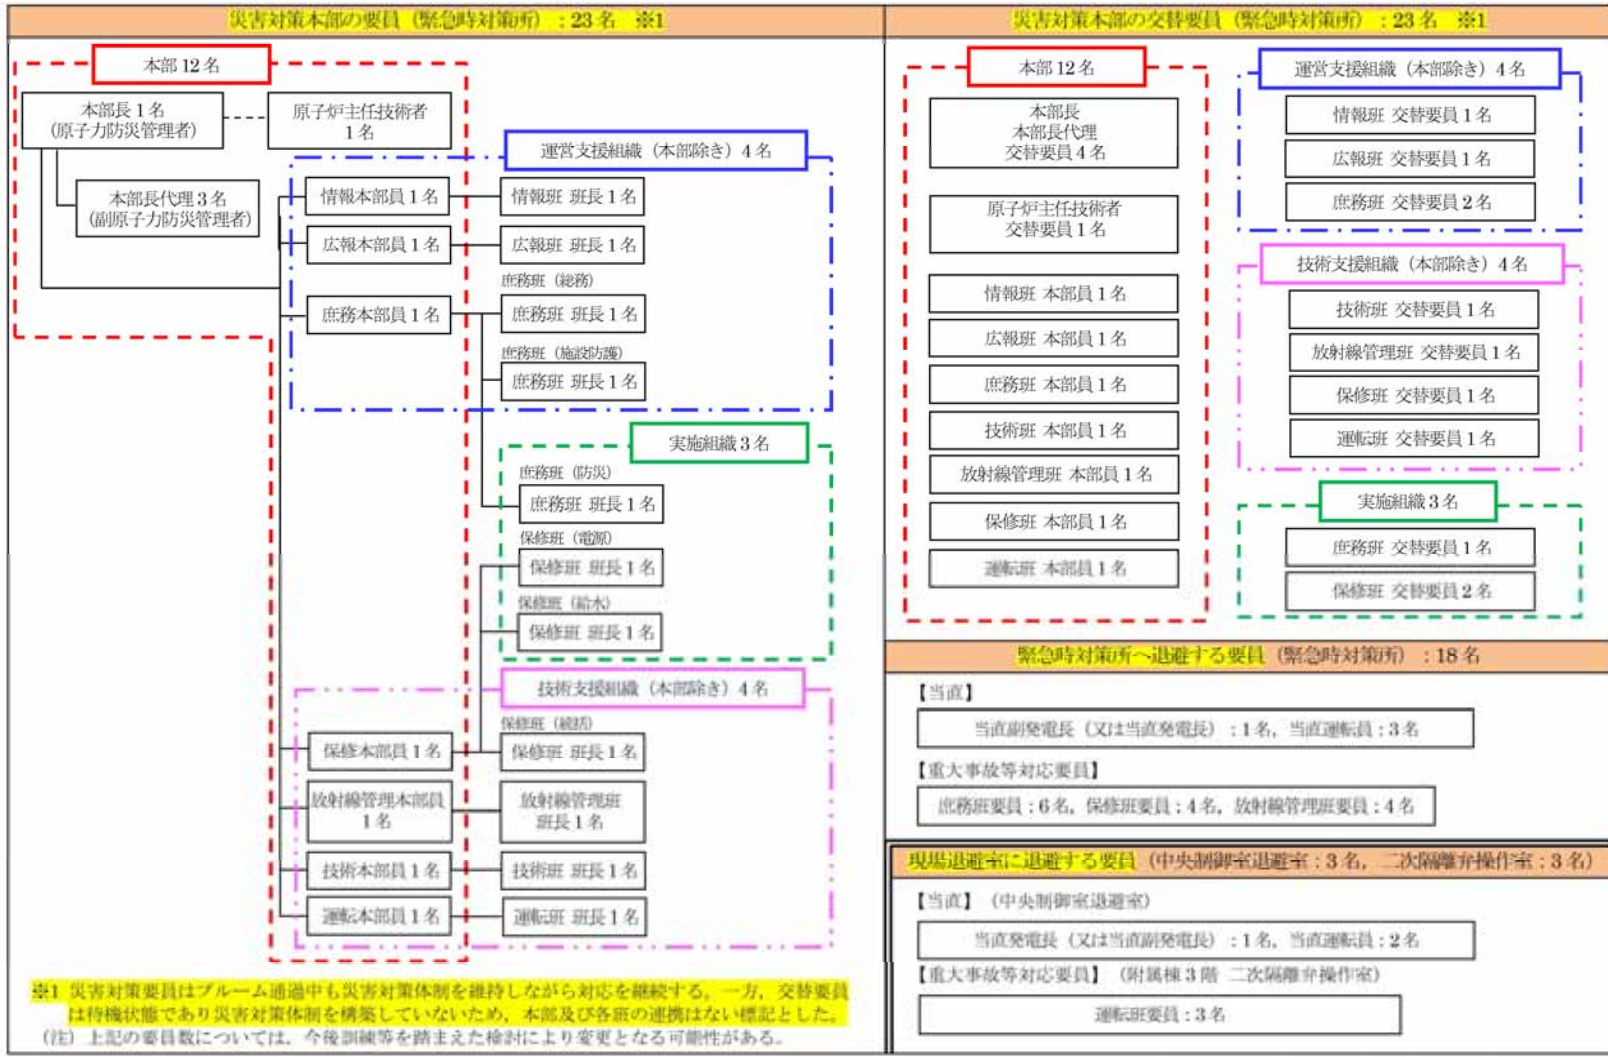 災害対策本部の要員（緊急時対策所）：23名　※1
本部 12名
本部長 1名
(原子力防災管理者)
原子炉主任技術者
1名
本部長代理 3名
(副原子力防災管理者)
運営支援組織（本部除き）4名
情報本部員 1名
情報班 班長 1名
広報本部員 1名
広報班 班長 1名
庶務班（総務）
庶務本部員 1名
庶務班 班長 1名
庶務班（施設防護）
庶務班 班長 1名
実施組織 3名
庶務班（防災）
庶務班 班長 1名
保修班（電源）
保修班 班長 1名
保修班（給水）
保修班 班長 1名
技術支援組織（本部除き）4名
保修班（統括）
保修本部員 1名
保修班 班長 1名
放射線管理本部員
1名
放射線管理班
班長 1名
技術本部員 1名
技術班 班長 1名
運転本部員 1名
運転班 班長 1名
※1 災害対策要員はプルーム通過中も災害対策体制を維持しながら対応を継続する。一方，交替要員
は待機状態であり災害対策体制を構築していないため，本部及び各班の連携はない標記とした。
（注）上記の要員数については、今後訓練等を踏まえた検討により変更となる可能性がある。
災害対策本部の交替要員（緊急時対策所）：23名　※1
本部 12名
本部長
本部長代理
交替要員 4名
原子炉主任技術者
交替要員 1名
情報班 本部員 1名
広報班 本部員 1名
庶務班 本部員 1名
技術班 本部員 1名
放射線管理班 本部員 1名
保修班 本部員 1名
運転班 本部員 1名
運営支援組織（本部除き）4名
情報班 交替要員 1名
広報班 交替要員 1名
庶務班 交替要員 2名
技術支援組織（本部除き）4名
技術班 交替要員 1名
放射線管理班 交替要員 1名
保修班 交替要員 1名
運転班 交替要員 1名
実施組織 3名
庶務班 交替要員 1名
保修班 交替要員 2名
緊急時対策所へ退避する要員（緊急時対策所）：18名
【当直】
当直副発電長（又は当直発電長）：1名，当直運転員：3名
【重大事故等対応要員】
庶務班要員：6名，保修班要員：4名，放射線管理班要員：4名
現場退避室に退避する要員（中央制御室退避室：3名，二次隔離弁操作室：3名）
【当直】（中央制御室退避室）
当直発電長（又は当直副発電長）：1名，当直運転員：2名
【重大事故等対応要員】（附属棟3階 二次隔離弁操作室）
運転班要員：3名